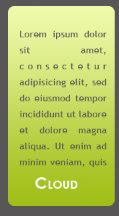 Lorem ipsum dolor
sit amet,
consectetur
adipisicing elit, sed
do eiusmod tempor
incididunt ut labore
et dolore magna
aliqua. Ut enim ad
minim veniam, quis
Cloud